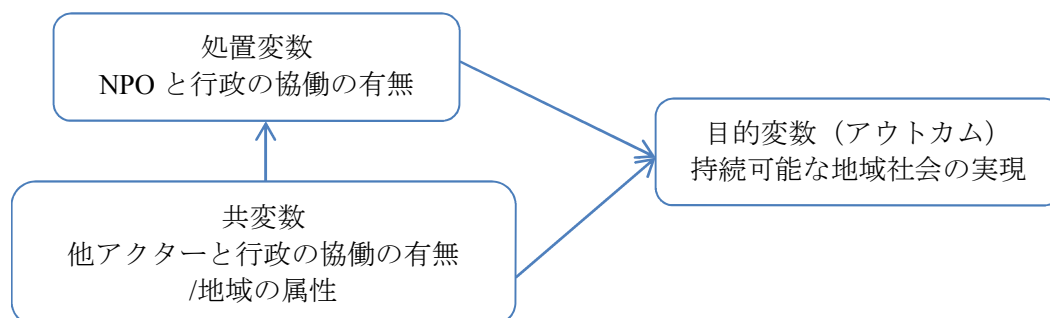 処置変数
NPO と行政の協働の有無
目的変数（アウトカム）
持続可能な地域社会の実現
共変数
他アクターと行政の協働の有無
/地域の属性